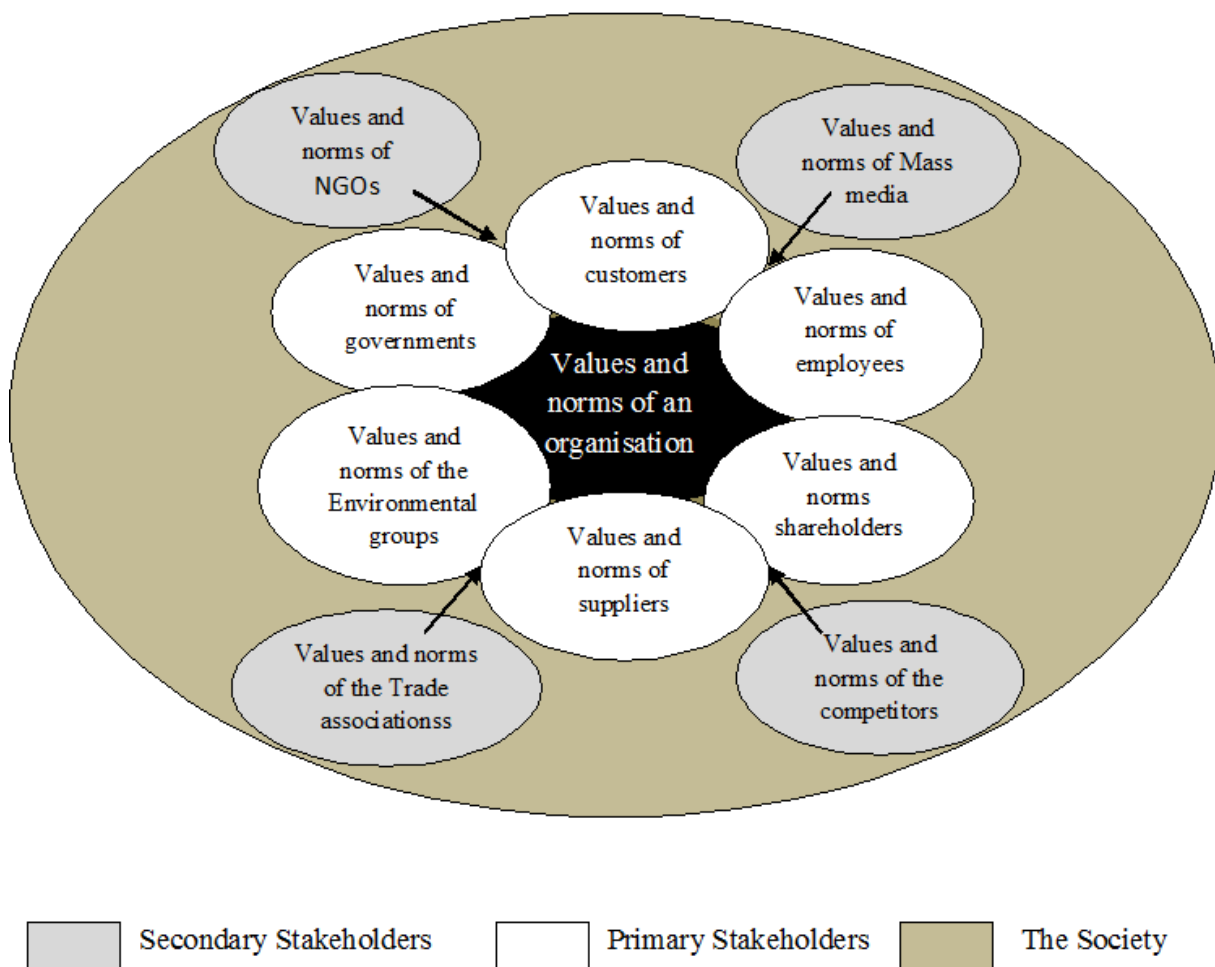 Values and
norms of
NGOs
Values and
norms of Mass
media
Values and
norms of
customers
Values and
norms of
governments
Values and
norms of
employees
Values and
norms of an
organisation
Values and
norms of the
Environmental
groups
Values and
norms
shareholders
Values and
norms of
suppliers
Values and norms
of the Trade
associationss
Values and
norms of the
competitors
Secondary Stakeholders
Primary Stakeholders
The Society